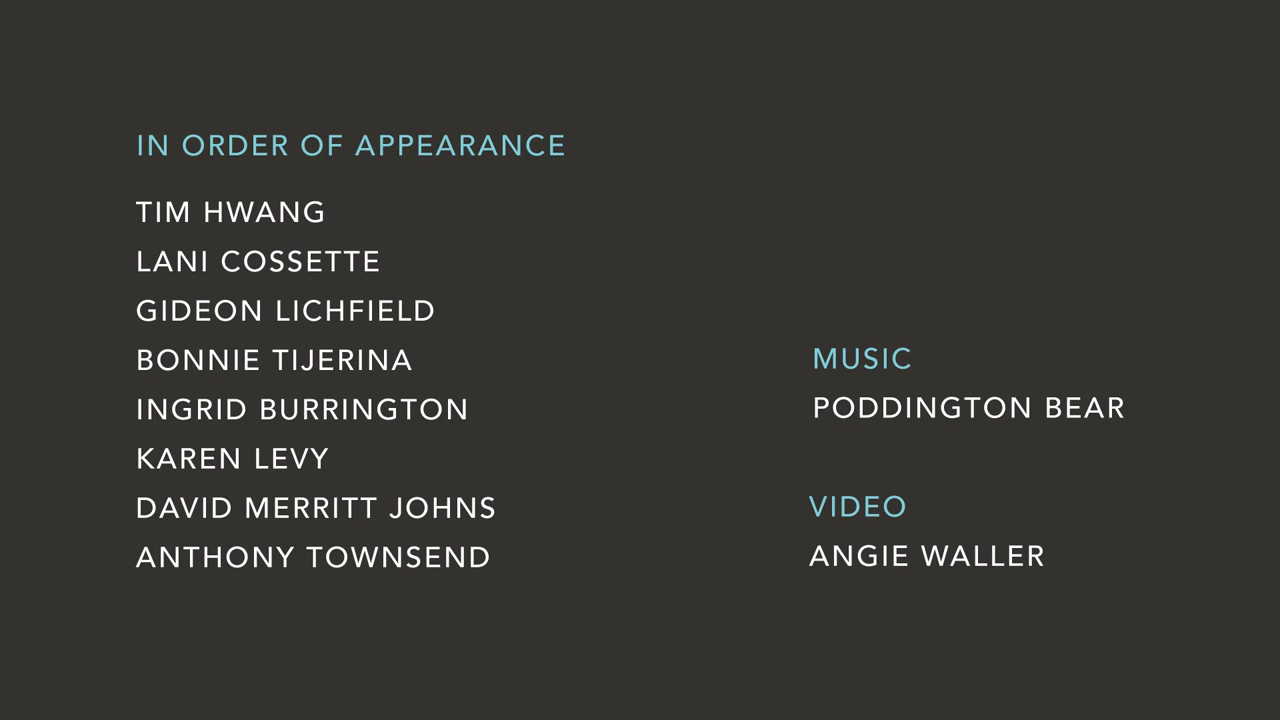 IN ORDER OF APPEARANCE
TIM HWANG
LANI COSSETTE
GIDEON LICHFIELD
BONNIE TIJERINA
INGRID BURRINGTON
KAREN LEVY
DAVID MERRITT JOHNS
ANTHONY TOWNSEND
MUSIC
PODDINGTON BEAR
VIDEO
ANGIE WALLER